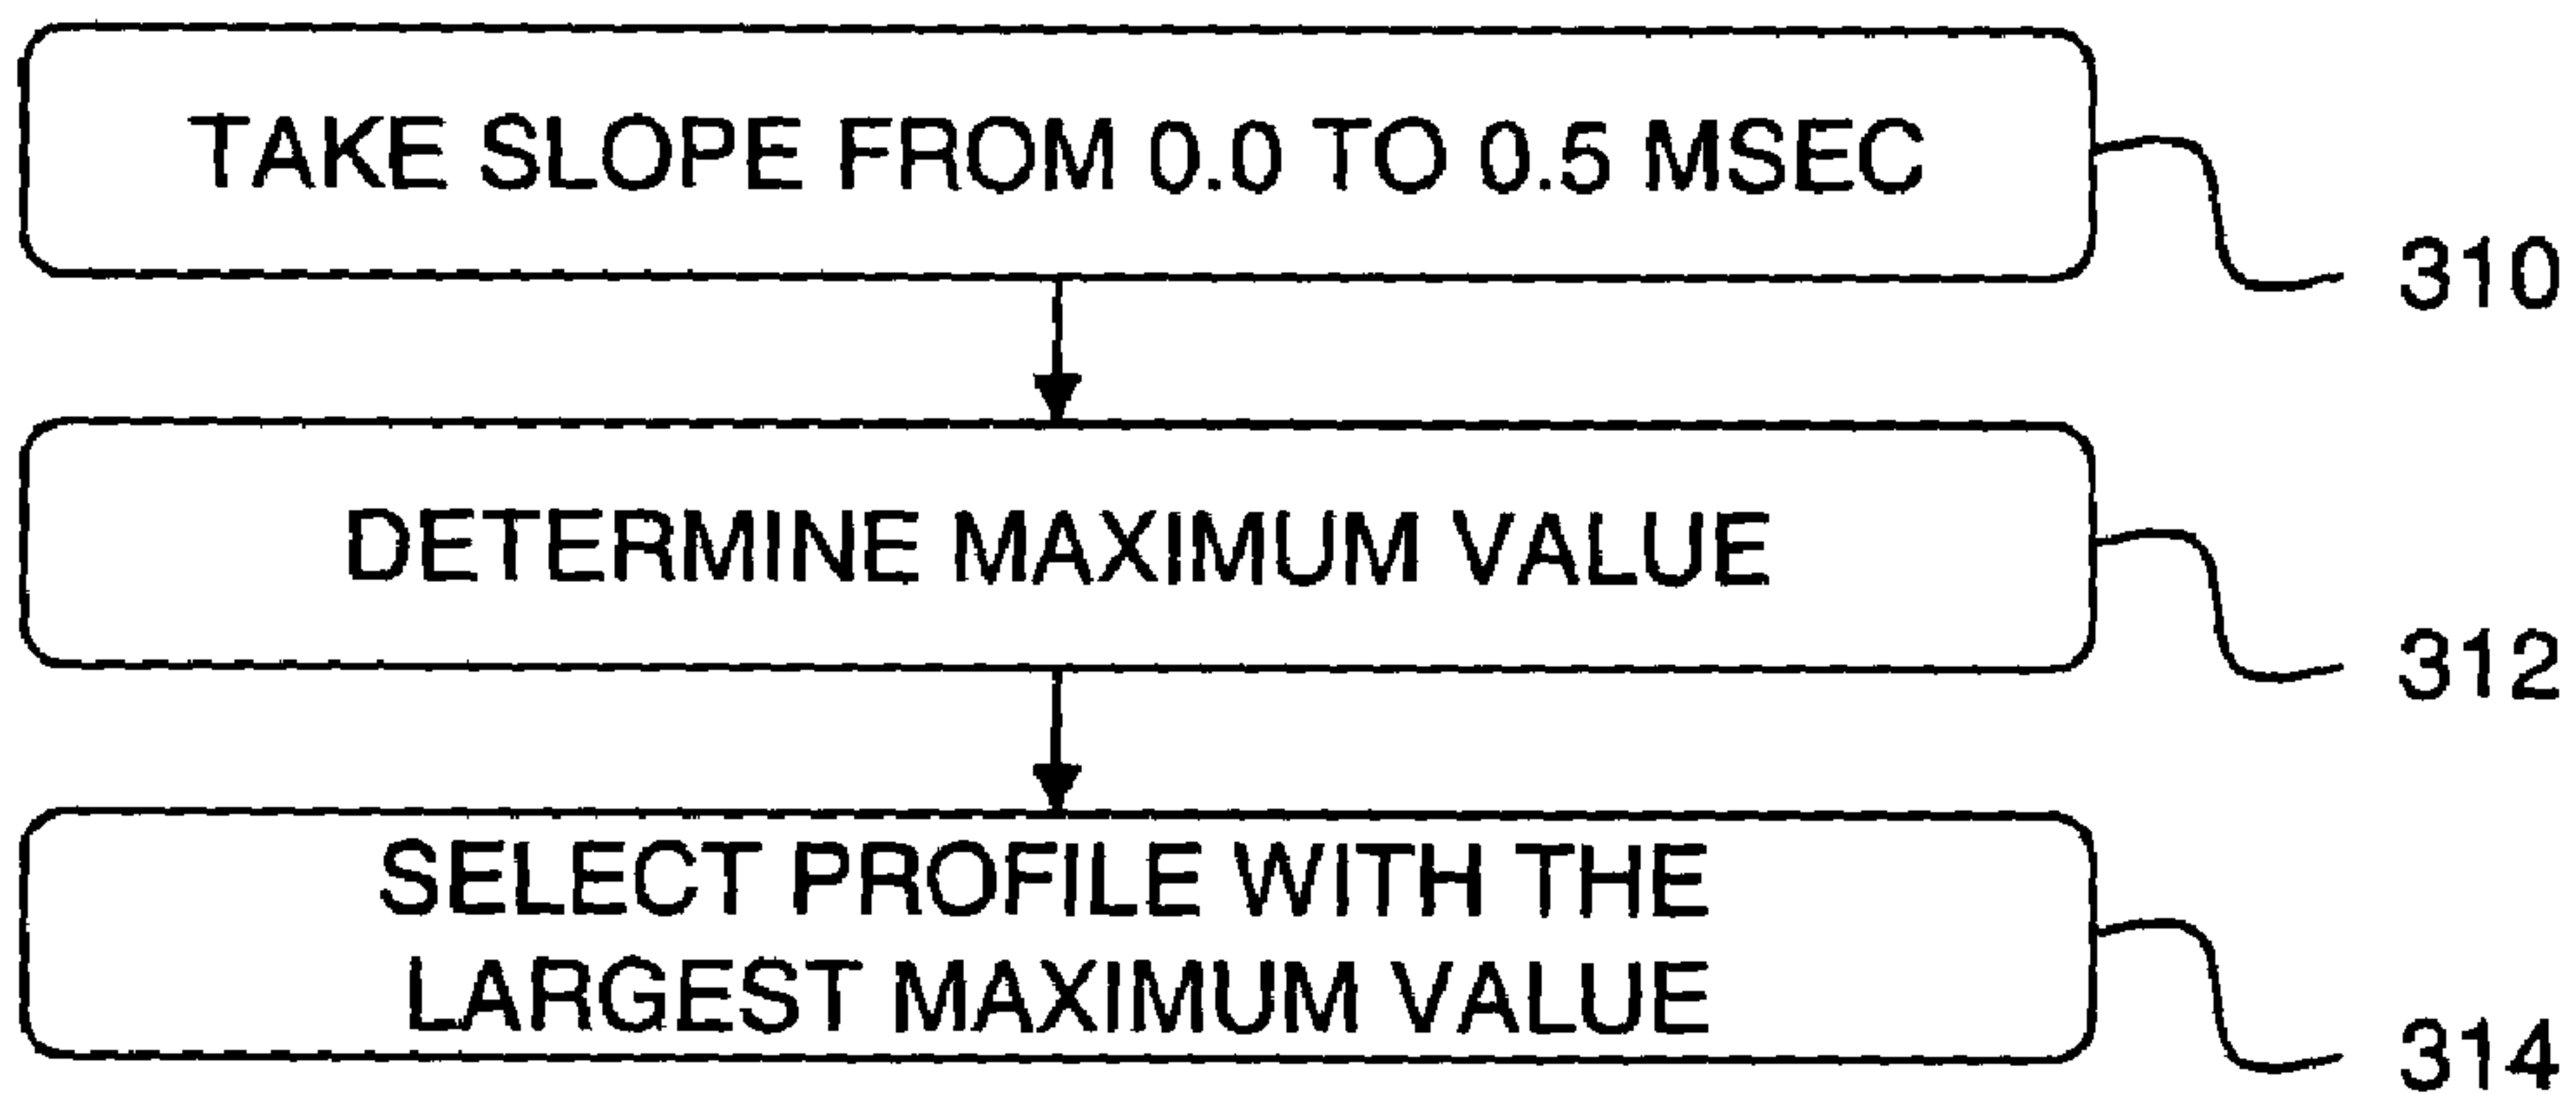 TAKE SLOPE FROM 0.0 TO 0.5 MSEC
310
DETERMINE MAXIMUM VALUE
312
SELECT PROFILE WITH THE
LARGEST MAXIMUM VALUE
314